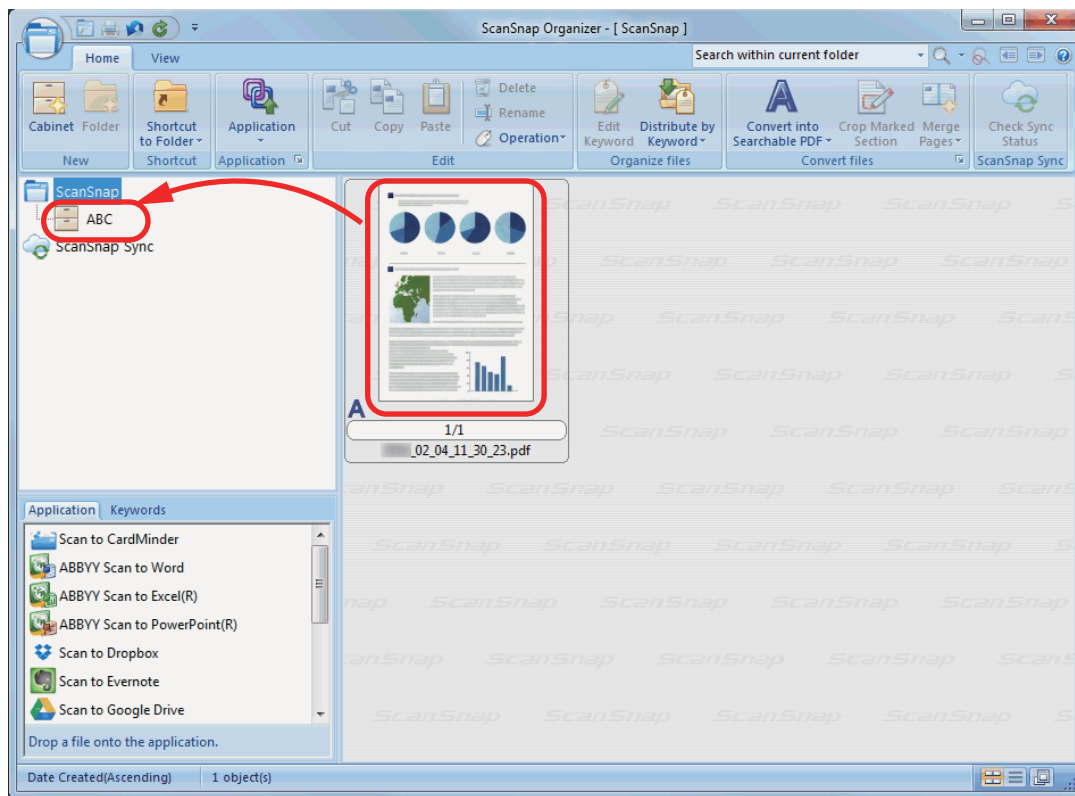 ScanSnap Organizer - [ ScanSnap ]
Home View
Search within current folder
Cabinet Folder Shortcut to Folder Application Cut Copy Paste Delete Rename Operation Edit Keyword Distribute by Keyword Convert into Searchable PDF Crop Marked Section Merge Pages Check Sync Status
New Shortcut Application Edit Organize files Convert files ScanSnap Sync
ScanSnap
ABC
ScanSnap Sync
A
1/1
_02_04_11_30_23.pdf
Application Keywords
Scan to CardMinder
ABBYY Scan to Word
ABBYY Scan to Excel(R)
ABBYY Scan to PowerPoint(R)
Scan to Dropbox
Scan to Evernote
Scan to Google Drive
Drop a file onto the application.
Date Created(Ascending) 1 object(s)